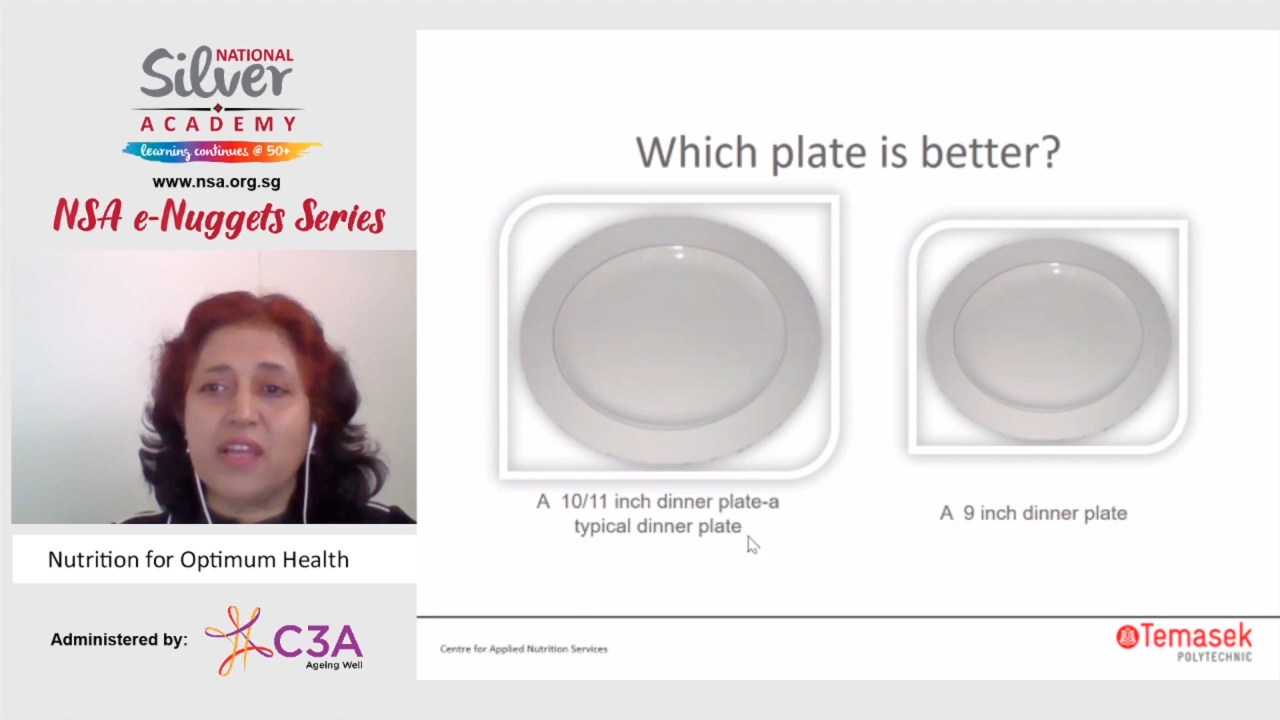 NATIONAL
Silver
ACADEMY
learning continues @ 50+
www.nsa.org.sg
NSA e-Nuggets Series
Nutrition for Optimum Health
Administered by:
C3A
Ageing Well
Which plate is better?
A 10/11 inch dinner plate-a
typical dinner plate
A 9 inch dinner plate
Centre for Applied Nutrition Services
Temasek
POLYTECHNIC